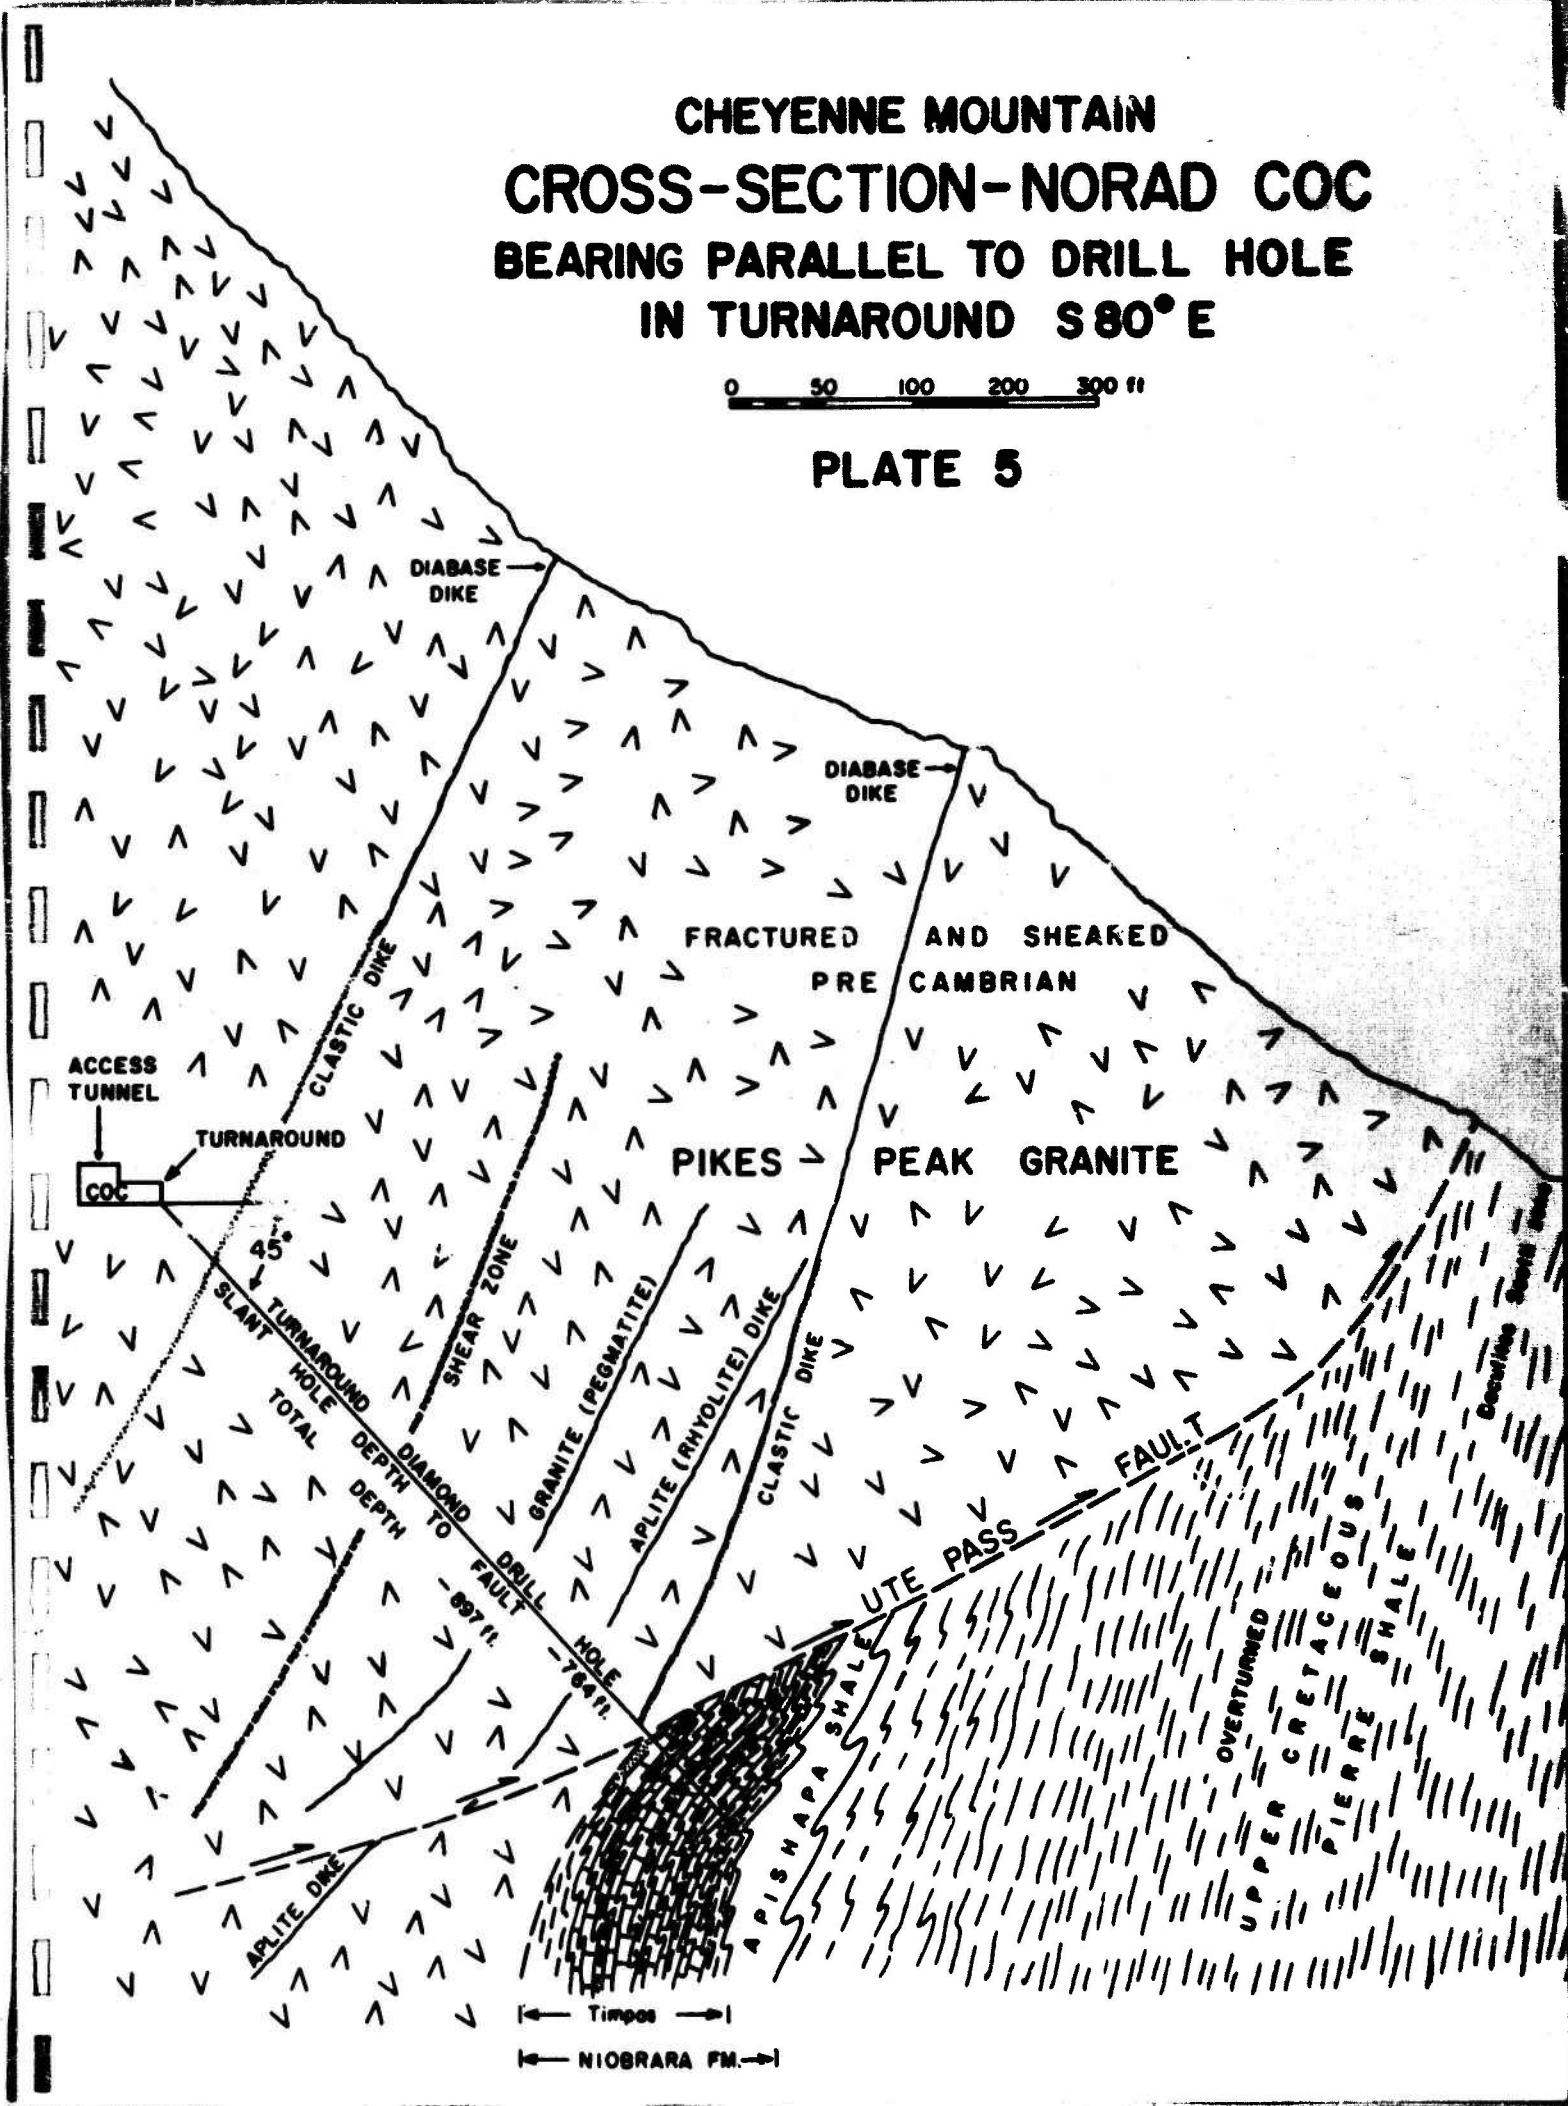 CHEYENNE MOUNTAIN
CROSS-SECTION-NORAD COC
BEARING PARALLEL TO DRILL HOLE
IN TURNAROUND S 80° E
0 50 100 200 300 ft
PLATE 5
DIABASE
DIKE
DIABASE
DIKE
FRACTURED AND SHEARED
PRE CAMBRIAN
CLASTIC DIKE
ACCESS
TUNNEL
TURNAROUND
COC
PIKES PEAK GRANITE
45°
SHEAR ZONE
GRANITE (PEGMATITE)
APLITE (RHYOLITE) DIKE
CLASTIC DIKE
TURNAROUND DIAMOND DRILL HOLE
SLANT HOLE DEPTH TO FAULT -764 ft.
TOTAL DEPTH -897 ft.
UTE PASS FAULT
APISHAPA SHALE
OVERTURNED
UPPER CRETACEOUS
PIERRE SHALE
APLITE DIKE
Timpas
NIOBRARA FM.